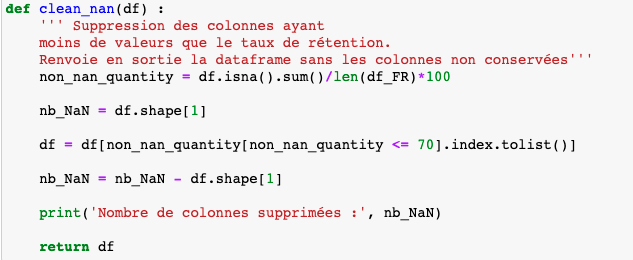 def clean_nan(df) :
    ''' Suppression des colonnes ayant
    moins de valeurs que le taux de rétention.
    Renvoie en sortie la dataframe sans les colonnes non conservées'''
    non_nan_quantity = df.isna().sum()/len(df_FR)*100
    nb_NaN = df.shape[1]
    df = df[non_nan_quantity[non_nan_quantity <= 70].index.tolist()]
    nb_NaN = nb_NaN - df.shape[1]
    print('Nombre de colonnes supprimées :', nb_NaN)
    return df